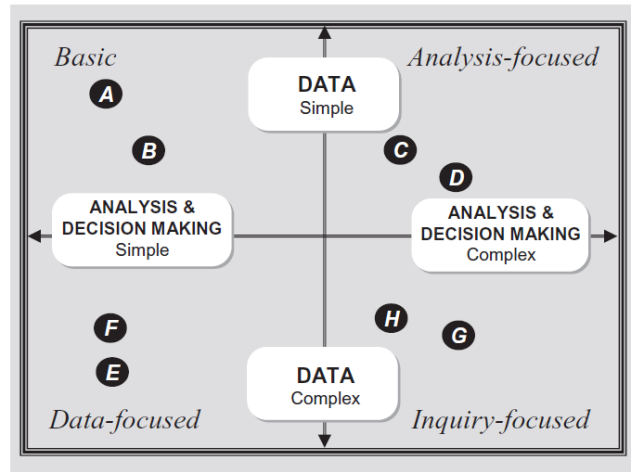 Basic
Analysis-focused
DATA
Simple
A
B
C
D
ANALYSIS &
DECISION MAKING
Simple
ANALYSIS &
DECISION MAKING
Complex
F
E
H
G
DATA
Complex
Data-focused
Inquiry-focused